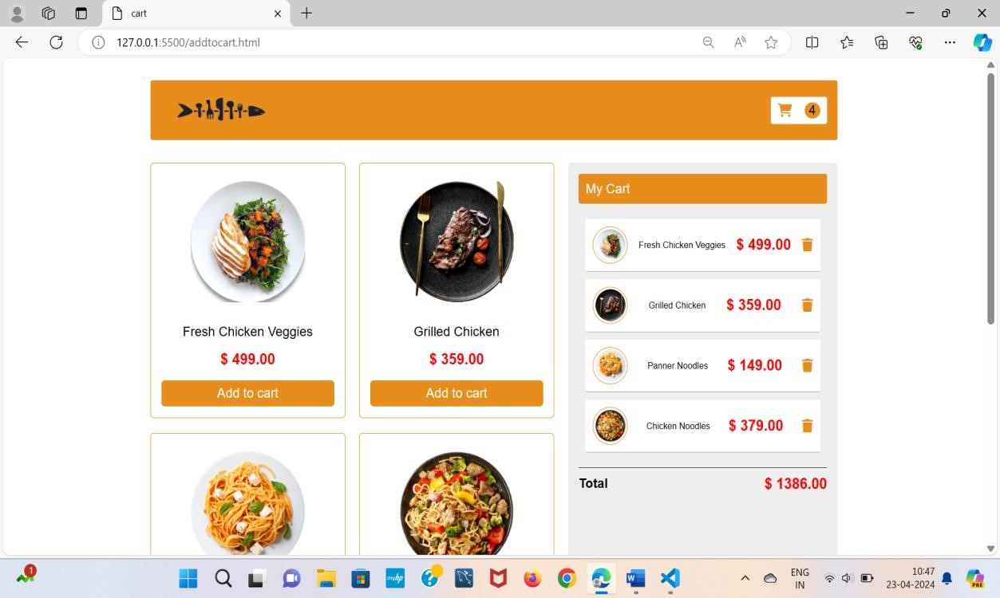 cart
127.0.0.1:5500/addtocart.html
4
My Cart
Fresh Chicken Veggies $ 499.00
Grilled Chicken $ 359.00
Panner Noodles $ 149.00
Chicken Noodles $ 379.00
Total $ 1386.00
Fresh Chicken Veggies
$ 499.00
Add to cart
Grilled Chicken
$ 359.00
Add to cart
1
myhp
ENG
IN
10:47
23-04-2024
PRE